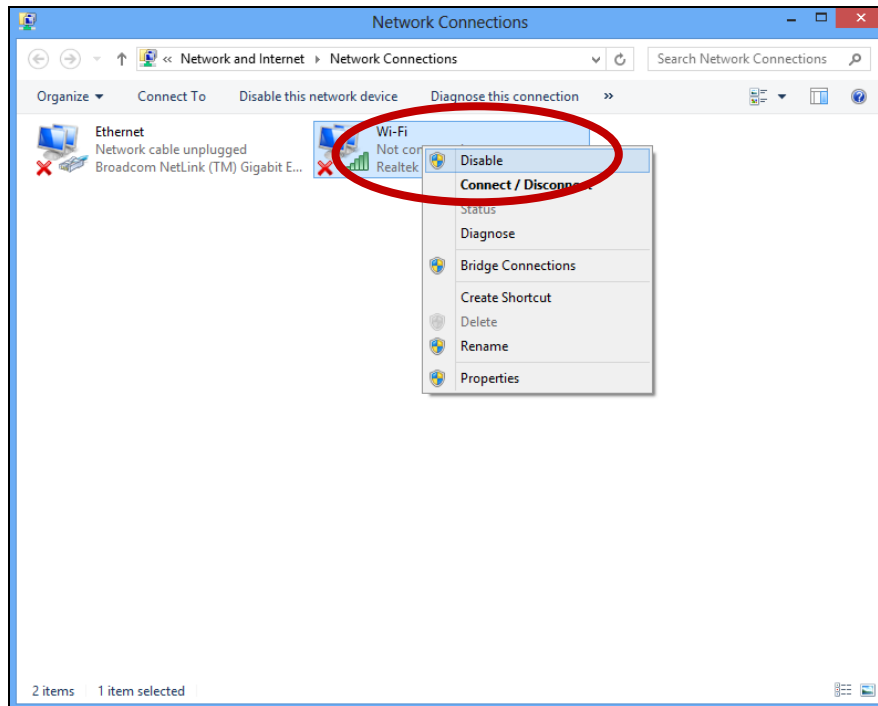 Network Connections
« Network and Internet Network Connections
Search Network Connections
Organize Connect To Disable this network device Diagnose this connection »
Ethernet
Network cable unplugged
Broadcom NetLink (TM) Gigabit E...
Wi-Fi
Not
Realtek
Disable
Connect / Disconnect
Status
Diagnose
Bridge Connections
Create Shortcut
Delete
Rename
Properties
2 items 1 item selected